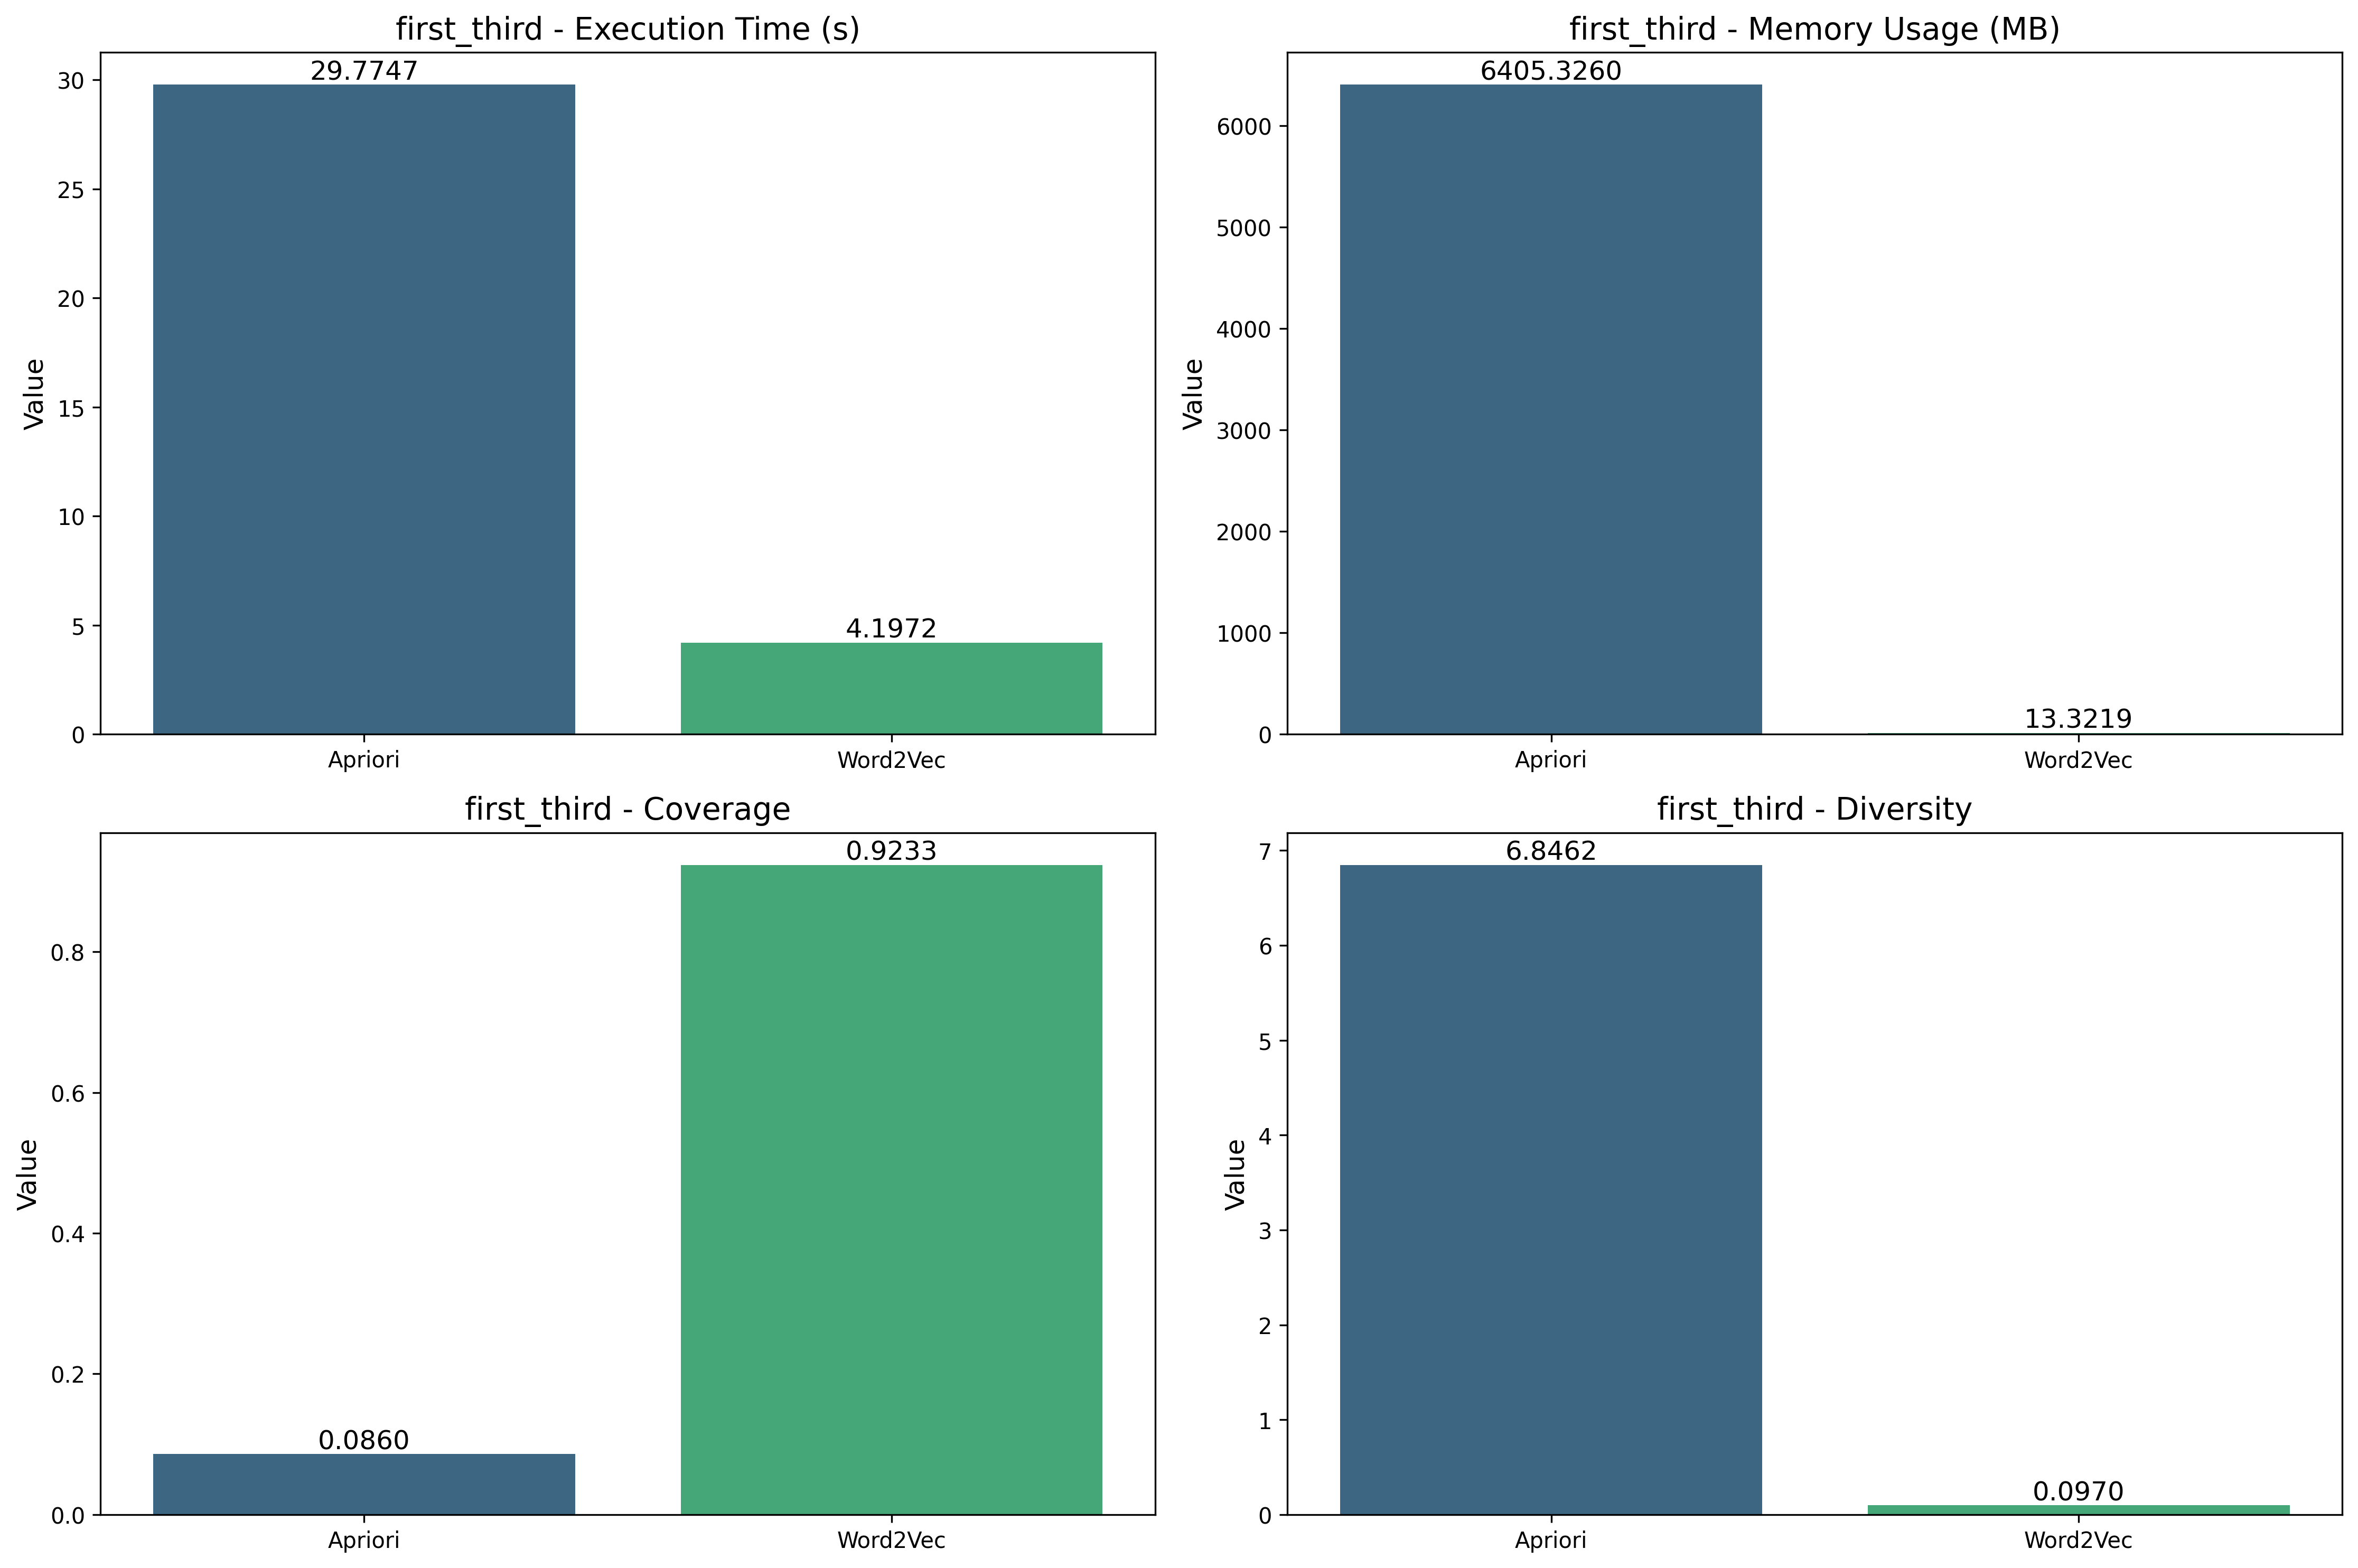 first_third - Execution Time (s)
Value
30
25
20
15
10
5
0
29.7747
4.1972
Apriori
Word2Vec
first_third - Memory Usage (MB)
Value
6000
5000
4000
3000
2000
1000
0
6405.3260
13.3219
Apriori
Word2Vec
first_third - Coverage
Value
0.8
0.6
0.4
0.2
0.0
0.9233
0.0860
Apriori
Word2Vec
first_third - Diversity
Value
7
6
5
4
3
2
1
0
6.8462
0.0970
Apriori
Word2Vec